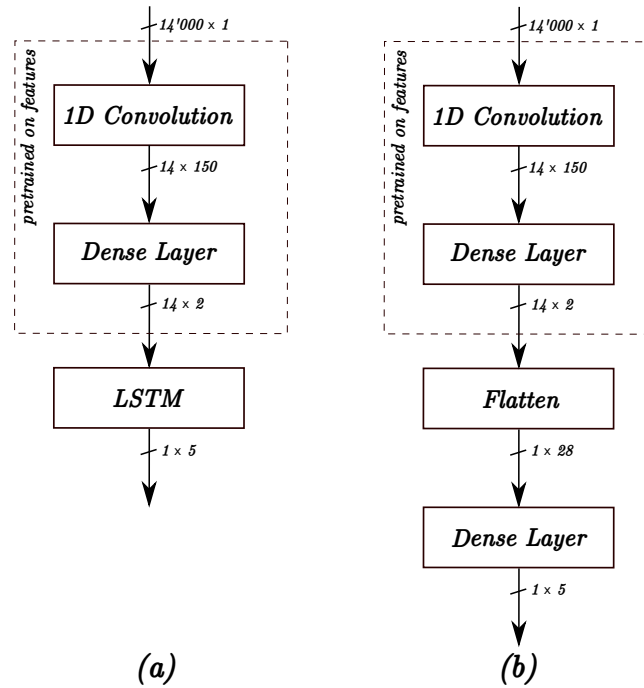 14'000 × 1
pretrained on features
1D Convolution
14 × 150
Dense Layer
14 × 2
LSTM
1 × 5
(a)
14'000 × 1
pretrained on features
1D Convolution
14 × 150
Dense Layer
14 × 2
Flatten
1 × 28
Dense Layer
1 × 5
(b)